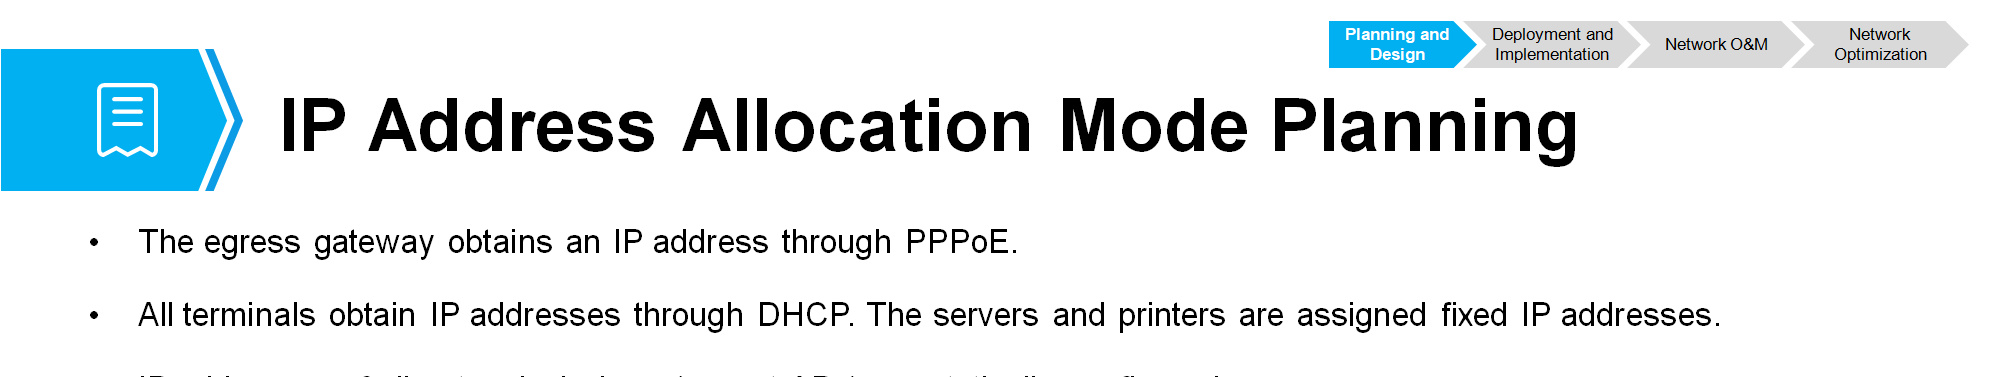 Planning and
Design
Deployment and
Implementation
Network O&M
Network
Optimization
IP Address Allocation Mode Planning
• The egress gateway obtains an IP address through PPPoE.
• All terminals obtain IP addresses through DHCP. The servers and printers are assigned fixed IP addresses.